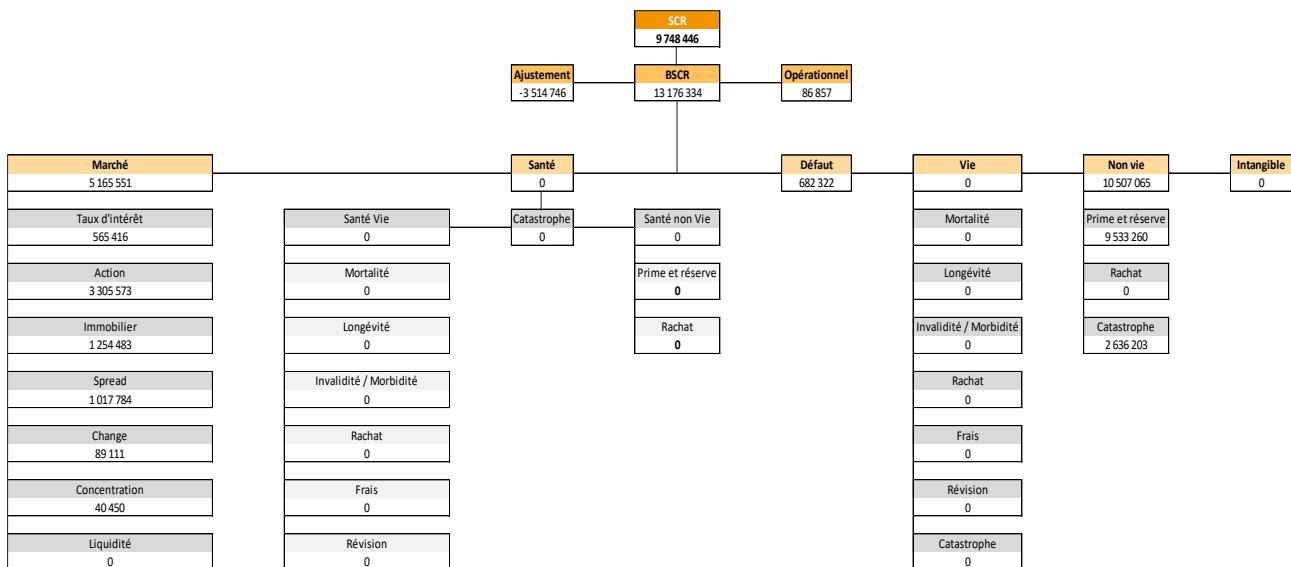 SCR
9 748 446
Ajustement
-3 514 746
BSCR
13 176 334
Opérationnel
86 857
Marché
5 165 551
Santé
0
Défaut
682 322
Vie
0
Non vie
10 507 065
Intangible
0
Taux d'intérêt
565 416
Santé Vie
0
Catastrophe
0
Santé non Vie
0
Mortalité
0
Prime et réserve
9 533 260
Action
3 305 573
Mortalité
0
Prime et réserve
0
Longévité
0
Rachat
0
Immobilier
1 254 483
Longévité
0
Rachat
0
Invalidité / Morbidité
0
Catastrophe
2 636 203
Spread
1 017 784
Invalidité / Morbidité
0
Rachat
0
Change
89 111
Rachat
0
Frais
0
Concentration
40 450
Frais
0
Révision
0
Liquidité
0
Révision
0
Catastrophe
0